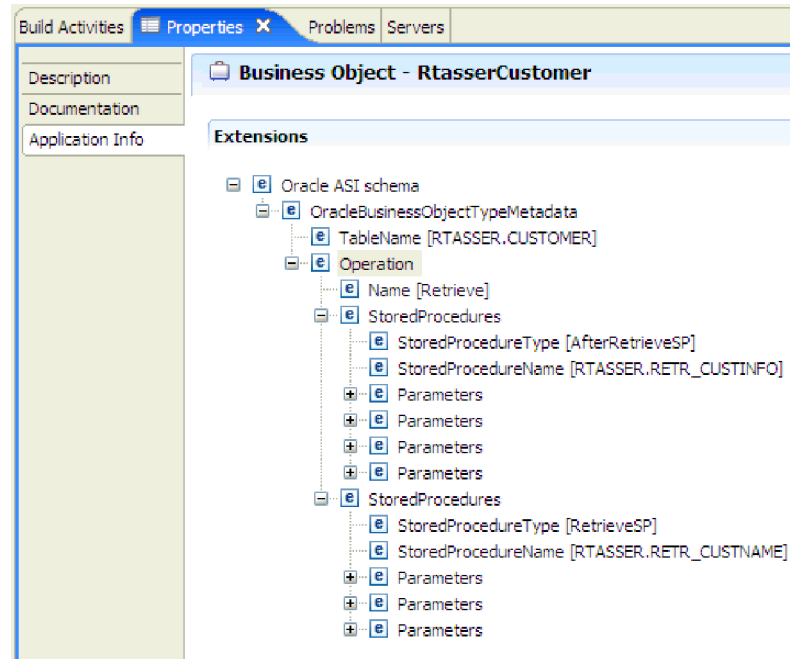 Build Activities Properties Problems Servers
Business Object - RtasserCustomer
Description
Documentation
Application Info
Extensions
Oracle ASI schema
OracleBusinessObjectTypeMetadata
TableName [RTASSER.CUSTOMER]
Operation
Name [Retrieve]
StoredProcedures
StoredProcedureType [AfterRetrieveSP]
StoredProcedureName [RTASSER.RETR_CUSTINFO]
Parameters
Parameters
Parameters
Parameters
StoredProcedures
StoredProcedureType [RetrieveSP]
StoredProcedureName [RTASSER.RETR_CUSTNAME]
Parameters
Parameters
Parameters